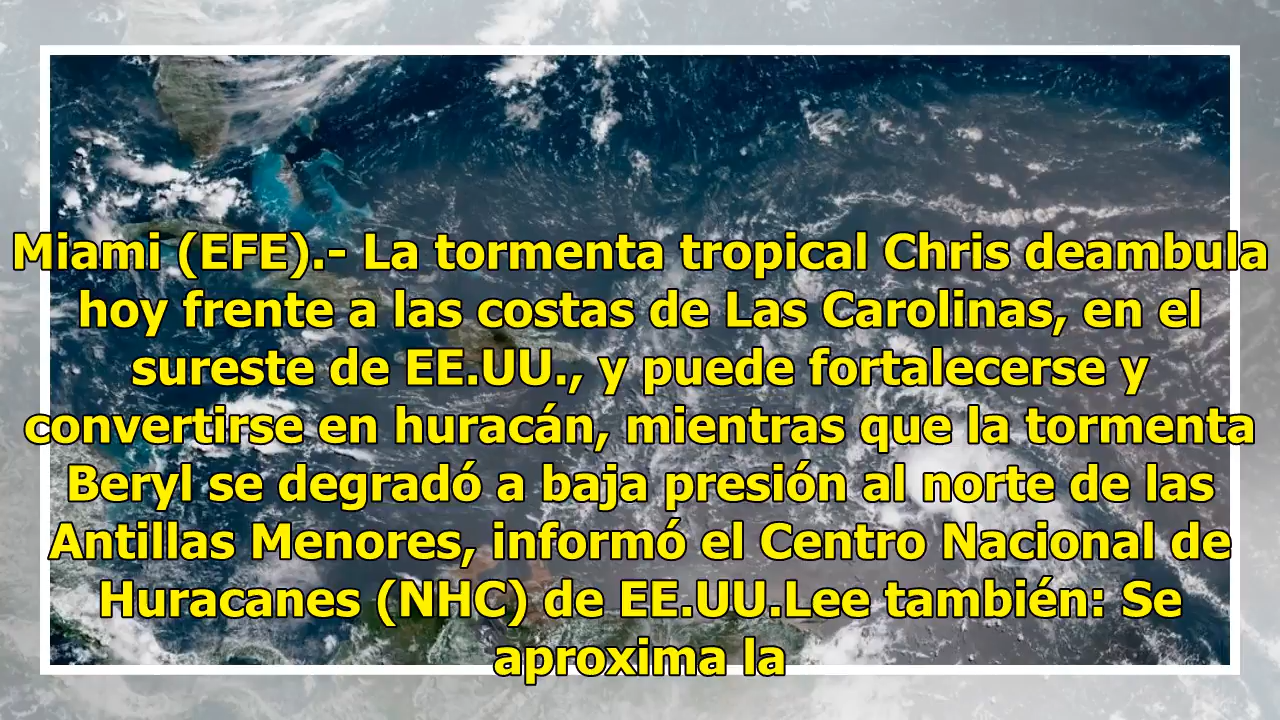 Miami (EFE).- La tormenta tropical Chris deambula
hoy frente a las costas de Las Carolinas, en el
sureste de EE.UU., y puede fortalecerse y
convertirse en huracán, mientras que la tormenta
Beryl se degradó a baja presión al norte de las
Antillas Menores, informó el Centro Nacional de
Huracanes (NHC) de EE.UU.Lee también: Se
aproxima la